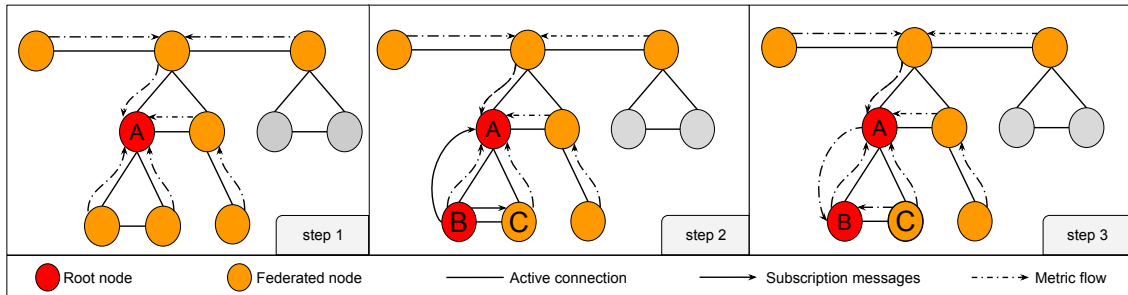 A
step 1
A
B
C
step 2
A
B
C
step 3
Root node
Federated node
Active connection
Subscription messages
Metric flow